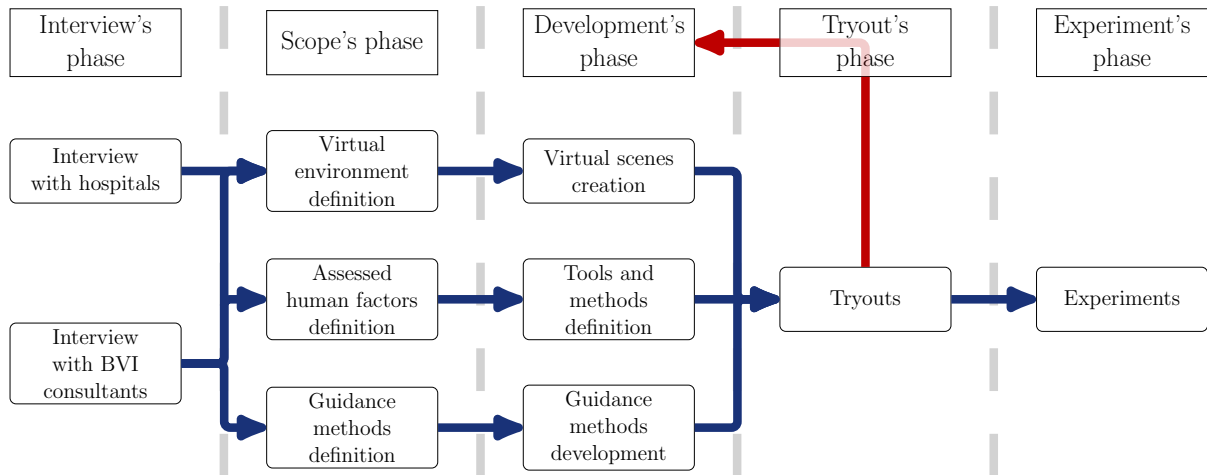 Interview's
phase
Scope's phase
Development's
phase
Tryout's
phase
Experiment's
phase
Interview
with hospitals
Virtual
environment
definition
Virtual scenes
creation
Assessed
human factors
definition
Tools and
methods
definition
Tryouts
Experiments
Interview
with BVI
consultants
Guidance
methods
definition
Guidance
methods
development